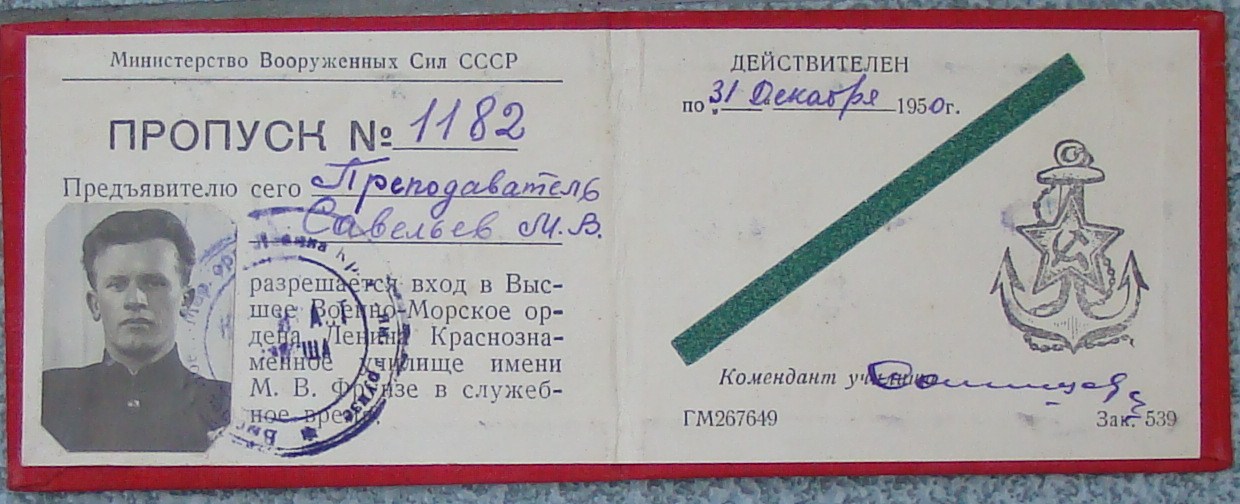 Министерство Вооруженных Сил СССР
ПРОПУСК № 1182
Предъявителю сего Преподаватель
Савельев М.В.
разрешается вход в Выс-
шее Военно-Морское ор-
дена Ленина Краснозна-
менное училище имени
М. В. Фрунзе в служеб-
ное время.
ДЕЙСТВИТЕЛЕН
по 31 Декабря 1950г.
Комендант училища
ГМ267649
Зак. 539